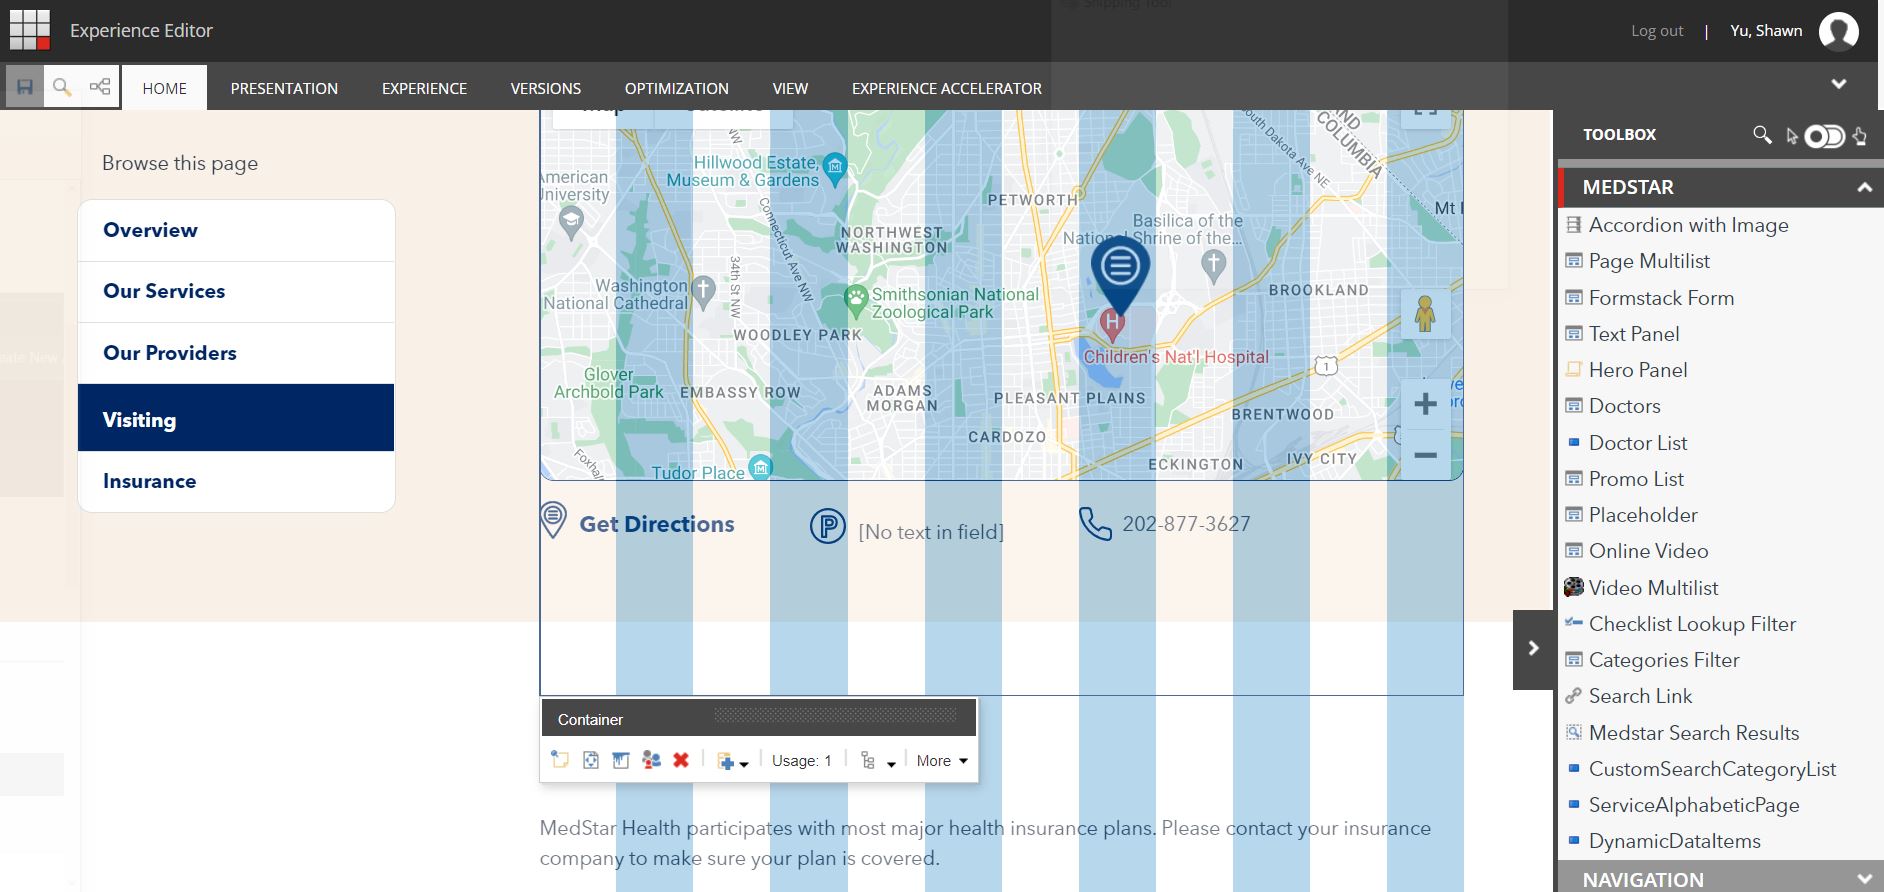 Snipping Tool
Experience Editor
Log out | Yu, Shawn
HOME PRESENTATION EXPERIENCE VERSIONS OPTIMIZATION VIEW EXPERIENCE ACCELERATOR
Browse this page
Overview
Our Services
Our Providers
Visiting
Insurance
American
University
Hillwood Estate,
Museum & Gardens
NW
Connecticut Ave NW
34th St NW
NORTHWEST
WASHINGTON
PETWORTH
South Dakota Ave NE
COLUMBIA
Mt
Basilica of the
National Shrine of the...
BROOKLAND
Washington
National Cathedral
Smithsonian National
Zoological Park
WOODLEY PARK
H
Children's Nat'l Hospital
1
Glover
Archbold Park
EMBASSY ROW
ADAMS
MORGAN
PLEASANT PLAINS
BRENTWOOD
CARDOZO
ECKINGTON
IVY CITY
Tudor Place
Get Directions
P [No text in field]
202-877-3627
Container
Usage: 1 More
MedStar Health participates with most major health insurance plans. Please contact your insurance
company to make sure your plan is covered.
TOOLBOX
MEDSTAR
Accordion with Image
Page Multilist
Formstack Form
Text Panel
Hero Panel
Doctors
Doctor List
Promo List
Placeholder
Online Video
Video Multilist
Checklist Lookup Filter
Categories Filter
Search Link
Medstar Search Results
CustomSearchCategoryList
ServiceAlphabeticPage
DynamicDataItems
NAVIGATION